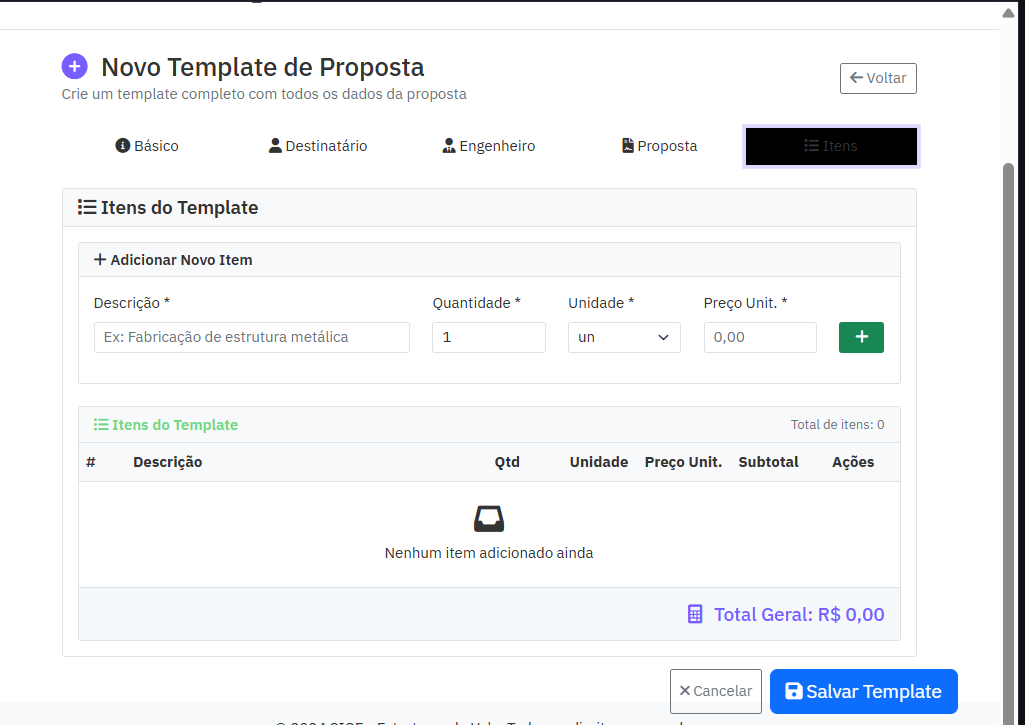 Novo Template de Proposta
Crie um template completo com todos os dados da proposta
Voltar
Básico Destinatário Engenheiro Proposta Itens
Itens do Template
Adicionar Novo Item
Descrição * Quantidade * Unidade * Preço Unit. *
Ex: Fabricação de estrutura metálica 1 un 0,00 +
Itens do Template Total de itens: 0
# Descrição Qtd Unidade Preço Unit. Subtotal Ações
Nenhum item adicionado ainda
Total Geral: R$ 0,00
Cancelar Salvar Template